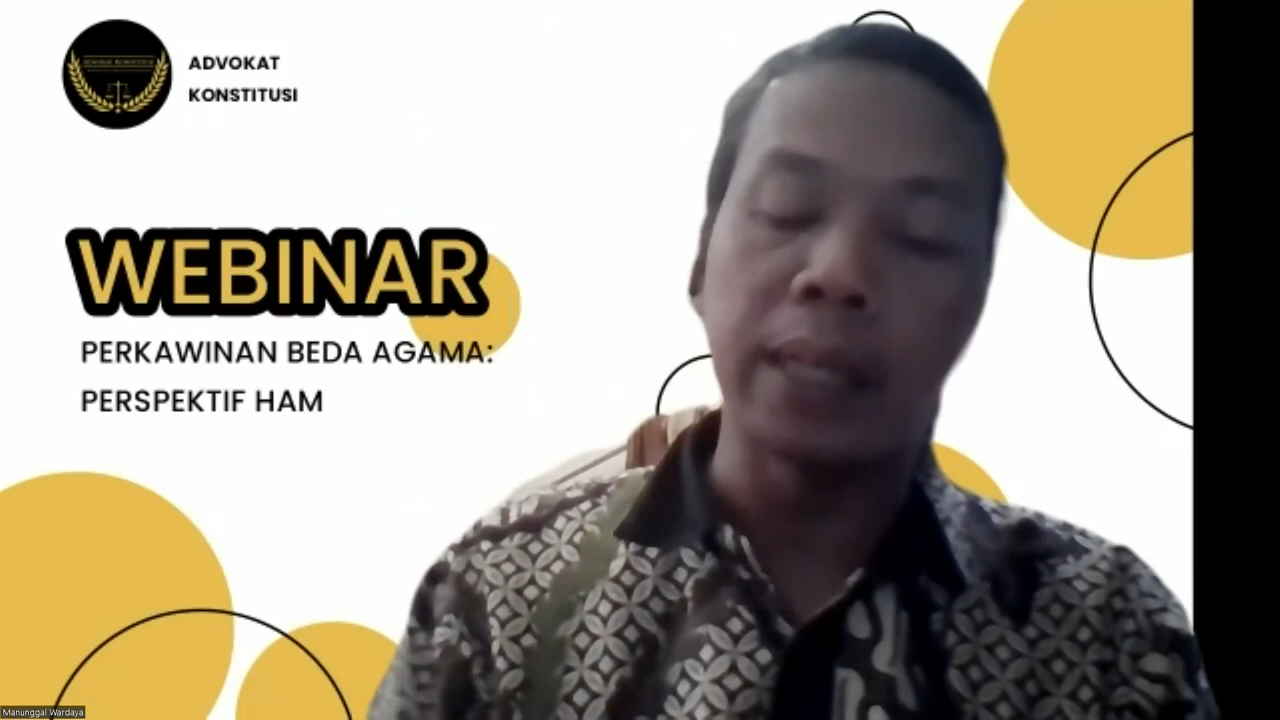 ADVOKAT
KONSTITUSI
WEBINAR
PERKAWINAN BEDA AGAMA:
PERSPEKTIF HAM
Manunggal Wardaya